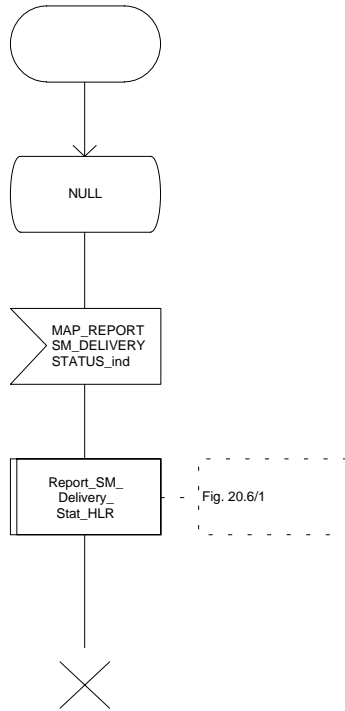 NULL
MAP_REPORT
SM_DELIVERY
STATUS_ind
Report_SM_
Delivery_
Stat_HLR
Fig. 20.6/1